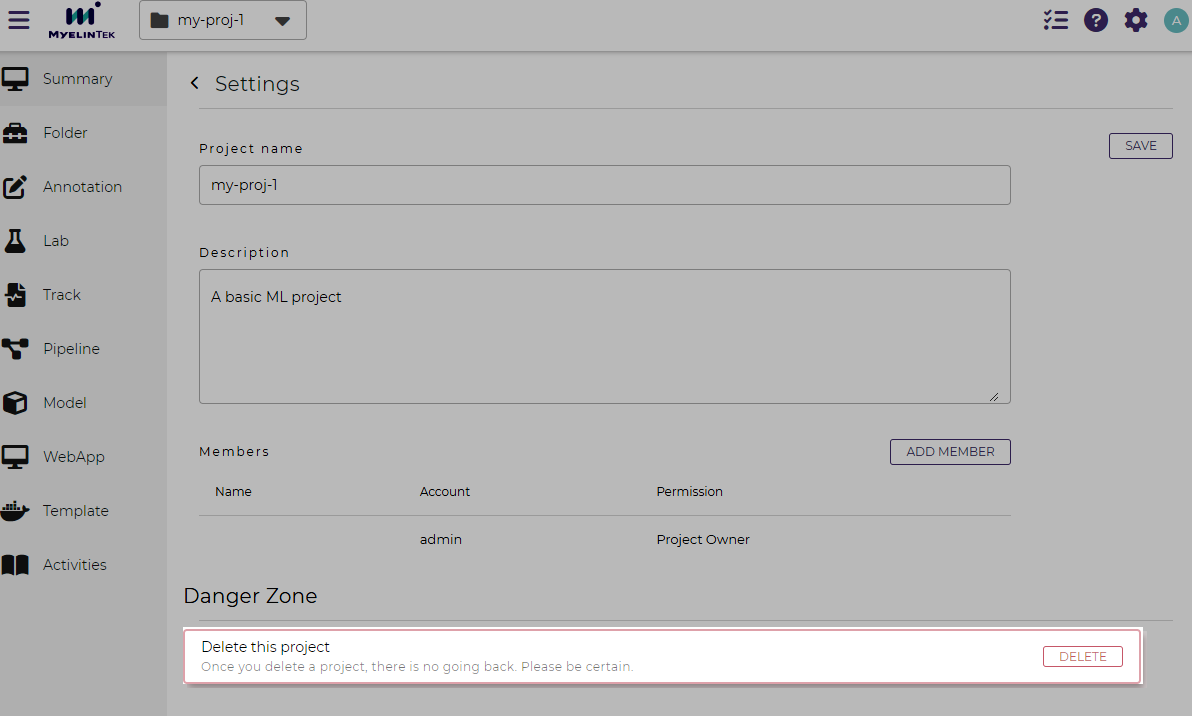 MYELINTEK
my-proj-1
?
A
Summary
Folder
Annotation
Lab
Track
Pipeline
Model
WebApp
Template
Activities
Settings
Project name
SAVE
my-proj-1
Description
A basic ML project
Members
ADD MEMBER
Name Account Permission
admin Project Owner
Danger Zone
Delete this project
Once you delete a project, there is no going back. Please be certain.
DELETE